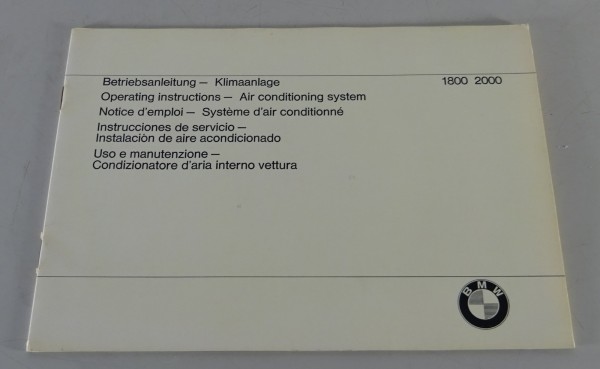 Betriebsanleitung – Klimaanlage 1800 2000
Operating instructions – Air conditioning system
Notice d'emploi – Système d'air conditionné
Instrucciones de servicio –
Instalaciòn de aire acondicionado
Uso e manutenzione –
Condizionatore d'aria interno vettura
BMW